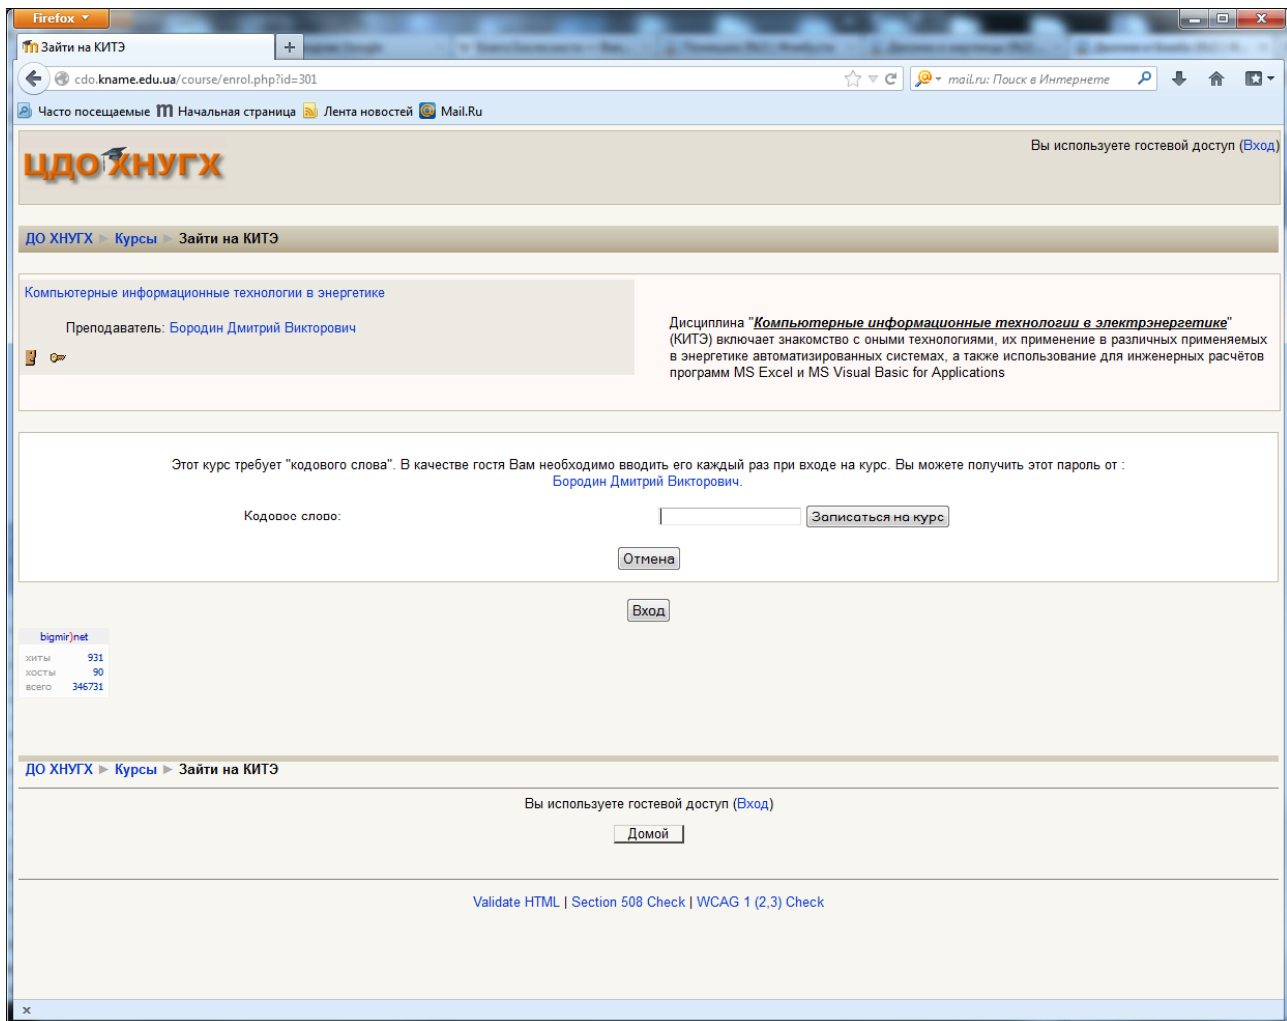 Firefox
Зайти на КИТЭ
+
cdo.kname.edu.ua/course/enrol.php?id=301
mail.ru: Поиск в Интернете
Часто посещаемые
Начальная страница
Лента новостей
Mail.Ru
ЦДО ХНУГХ
Вы используете гостевой доступ (Вход)
ДО ХНУГХ ► Курсы ► Зайти на КИТЭ
Компьютерные информационные технологии в энергетике
Преподаватель: Бородин Дмитрий Викторович
Дисциплина "Компьютерные информационные технологии в электрэнергетике"
(КИТЭ) включает знакомство с оными технологиями, их применение в различных применяемых
в энергетике автоматизированных системах, а также использование для инженерных расчётов
программ MS Excel и MS Visual Basic for Applications
Этот курс требует "кодового слова". В качестве гостя Вам необходимо вводить его каждый раз при входе на курс. Вы можете получить этот пароль от :
Бородин Дмитрий Викторович.
Кодовое слово:
Записаться на курс
Отмена
Вход
bigmir)net
хиты 931
хосты 90
всего 346731
ДО ХНУГХ ► Курсы ► Зайти на КИТЭ
Вы используете гостевой доступ (Вход)
Домой
Validate HTML | Section 508 Check | WCAG 1 (2,3) Check
x